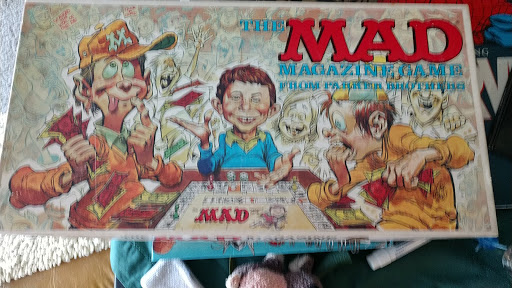 THE
MAD
MAGAZINE GAME
FROM PARKER BROTHERS
MAD